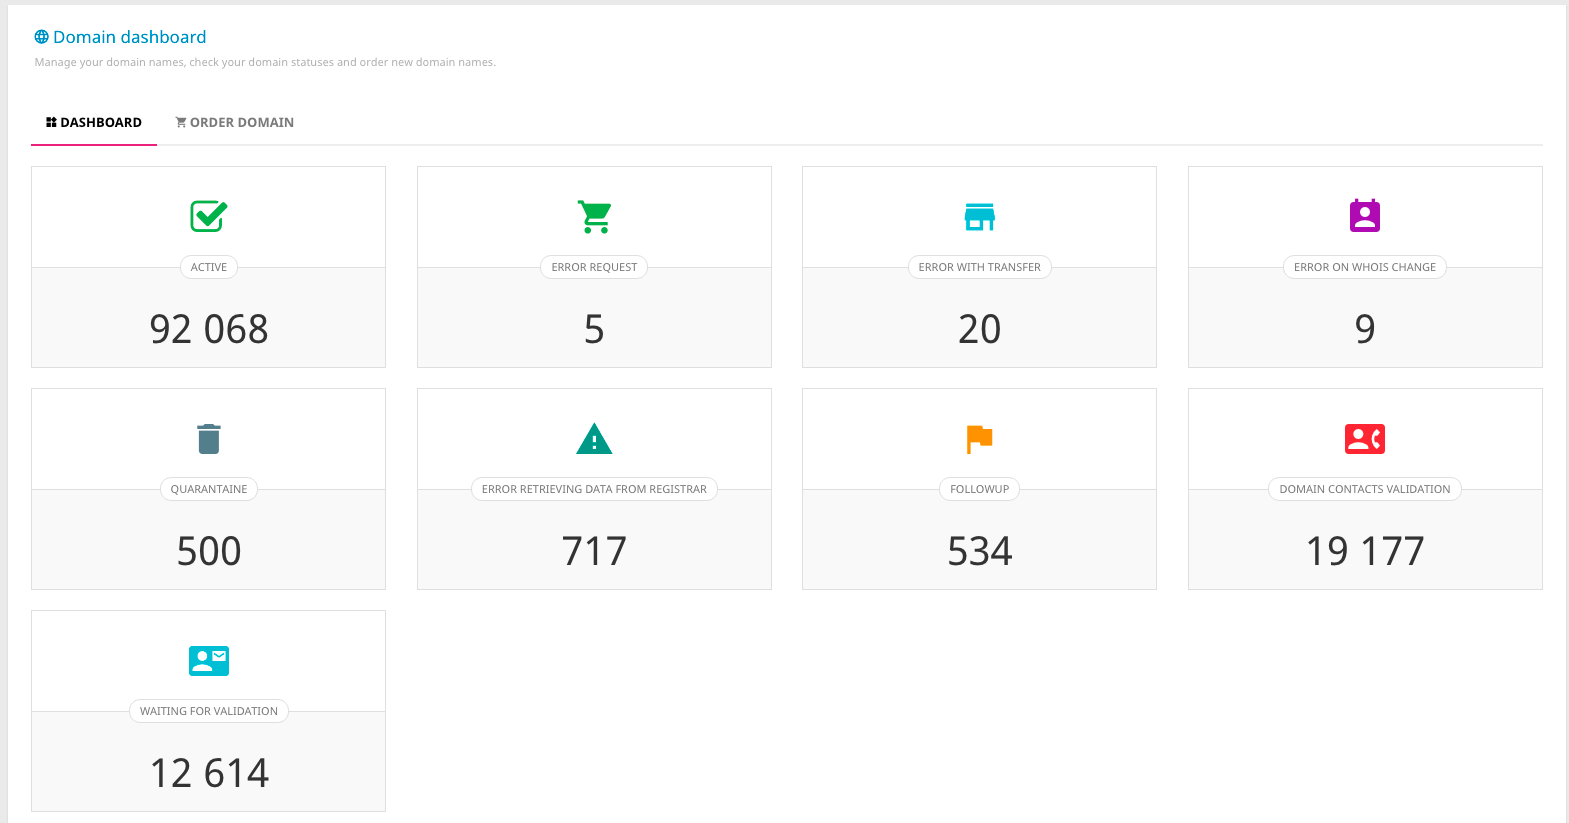 Domain dashboard
Manage your domain names, check your domain statuses and order new domain names.
DASHBOARD
ORDER DOMAIN
ACTIVE
92 068
ERROR REQUEST
5
ERROR WITH TRANSFER
20
ERROR ON WHOIS CHANGE
9
QUARANTAINE
500
ERROR RETRIEVING DATA FROM REGISTRAR
717
FOLLOWUP
534
DOMAIN CONTACTS VALIDATION
19 177
WAITING FOR VALIDATION
12 614